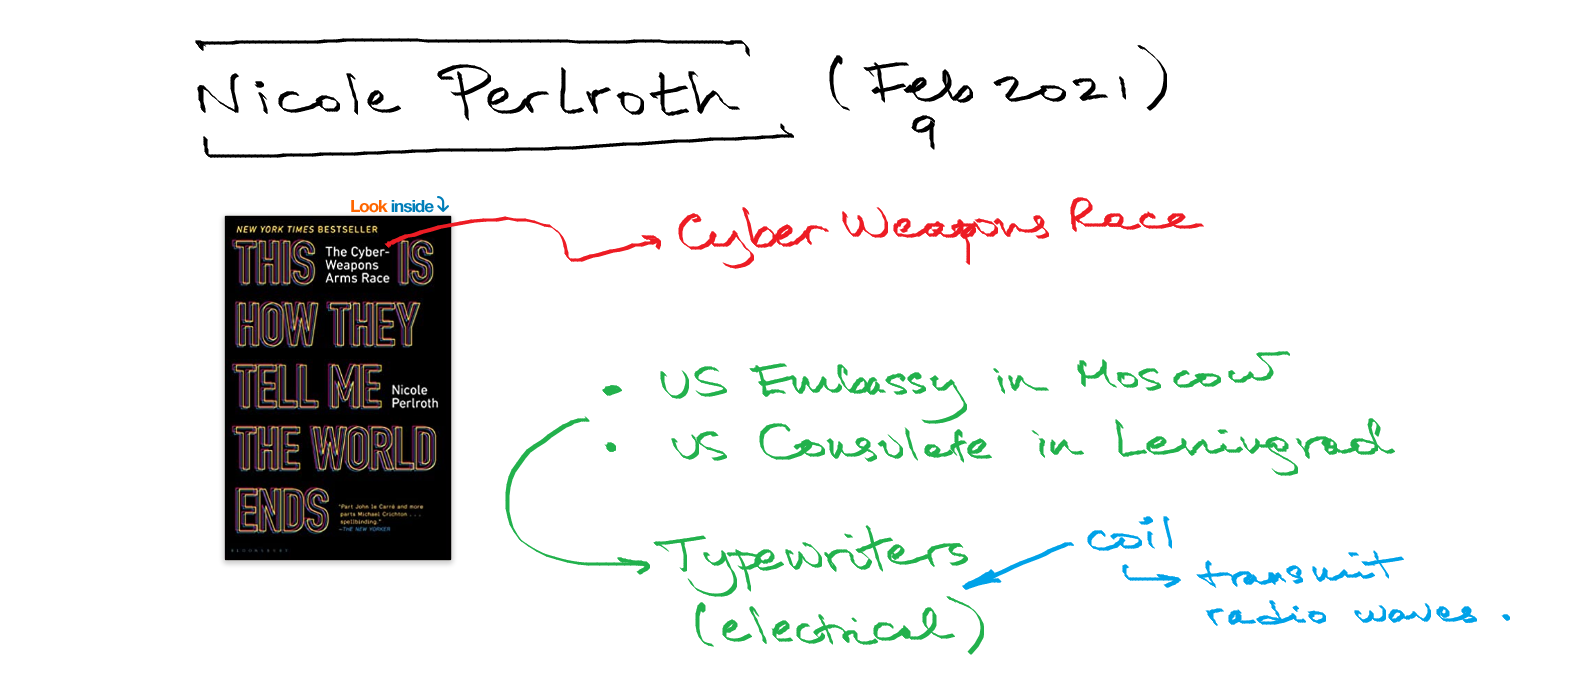 Nicole Perlroth (Feb 2021)
9
Look inside
NEW YORK TIMES BESTSELLER
THIS The Cyber- IS
Weapons
Arms Race
HOW THEY
TELL ME Nicole
Perlroth
THE WORLD
ENDS
"Part John le Carré and more
parts Michael Crichton . . .
spellbinding."
—THE NEW YORKER
BLOOMSBURY
Cyber Weapons Race
• US Embassy in Moscow
• US Consulate in Leningrad
Typewriters
(electrical)
coil
transmit
radio waves.